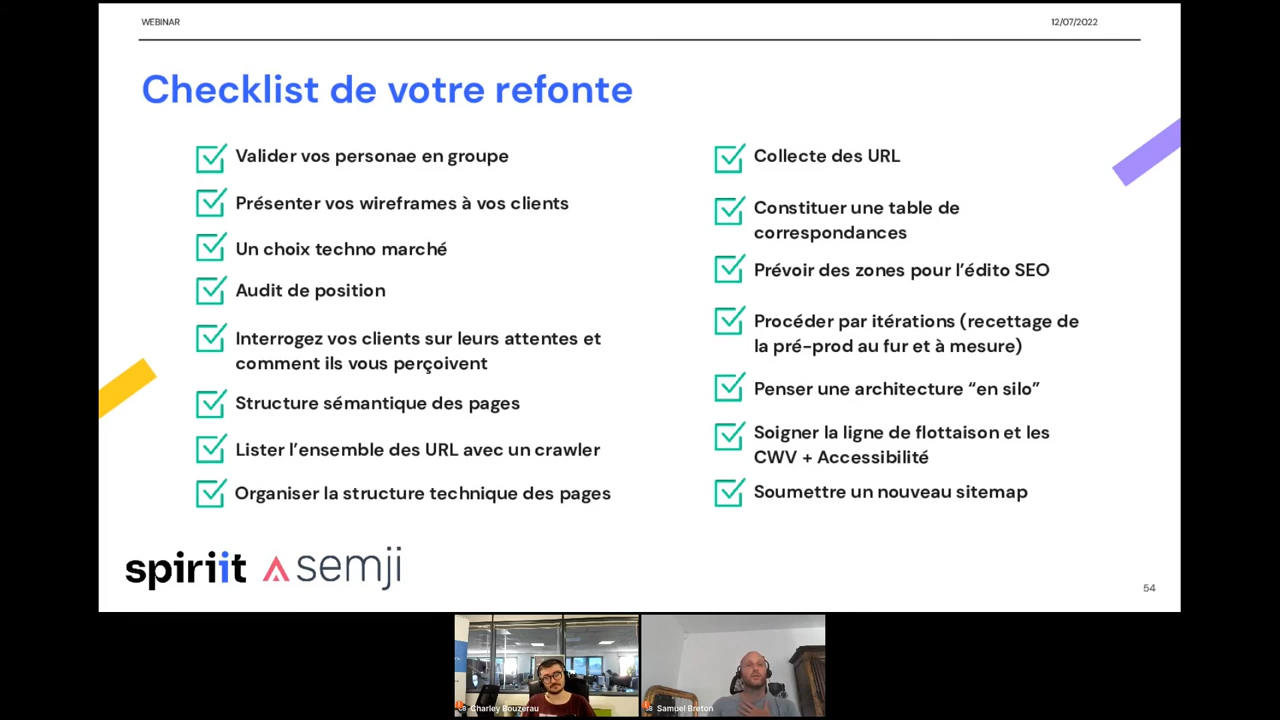 WEBINAR
12/07/2022
Checklist de votre refonte
Valider vos personae en groupe
Présenter vos wireframes à vos clients
Un choix techno marché
Audit de position
Interrogez vos clients sur leurs attentes et
comment ils vous perçoivent
Structure sémantique des pages
Lister l’ensemble des URL avec un crawler
Organiser la structure technique des pages
Collecte des URL
Constituer une table de
correspondances
Prévoir des zones pour l’édito SEO
Procéder par itérations (recettage de
la pré-prod au fur et à mesure)
Penser une architecture “en silo”
Soigner la ligne de flottaison et les
CWV + Accessibilité
Soumettre un nouveau sitemap
spiriit
semji
54
Charley Bouzerau
Samuel Breton